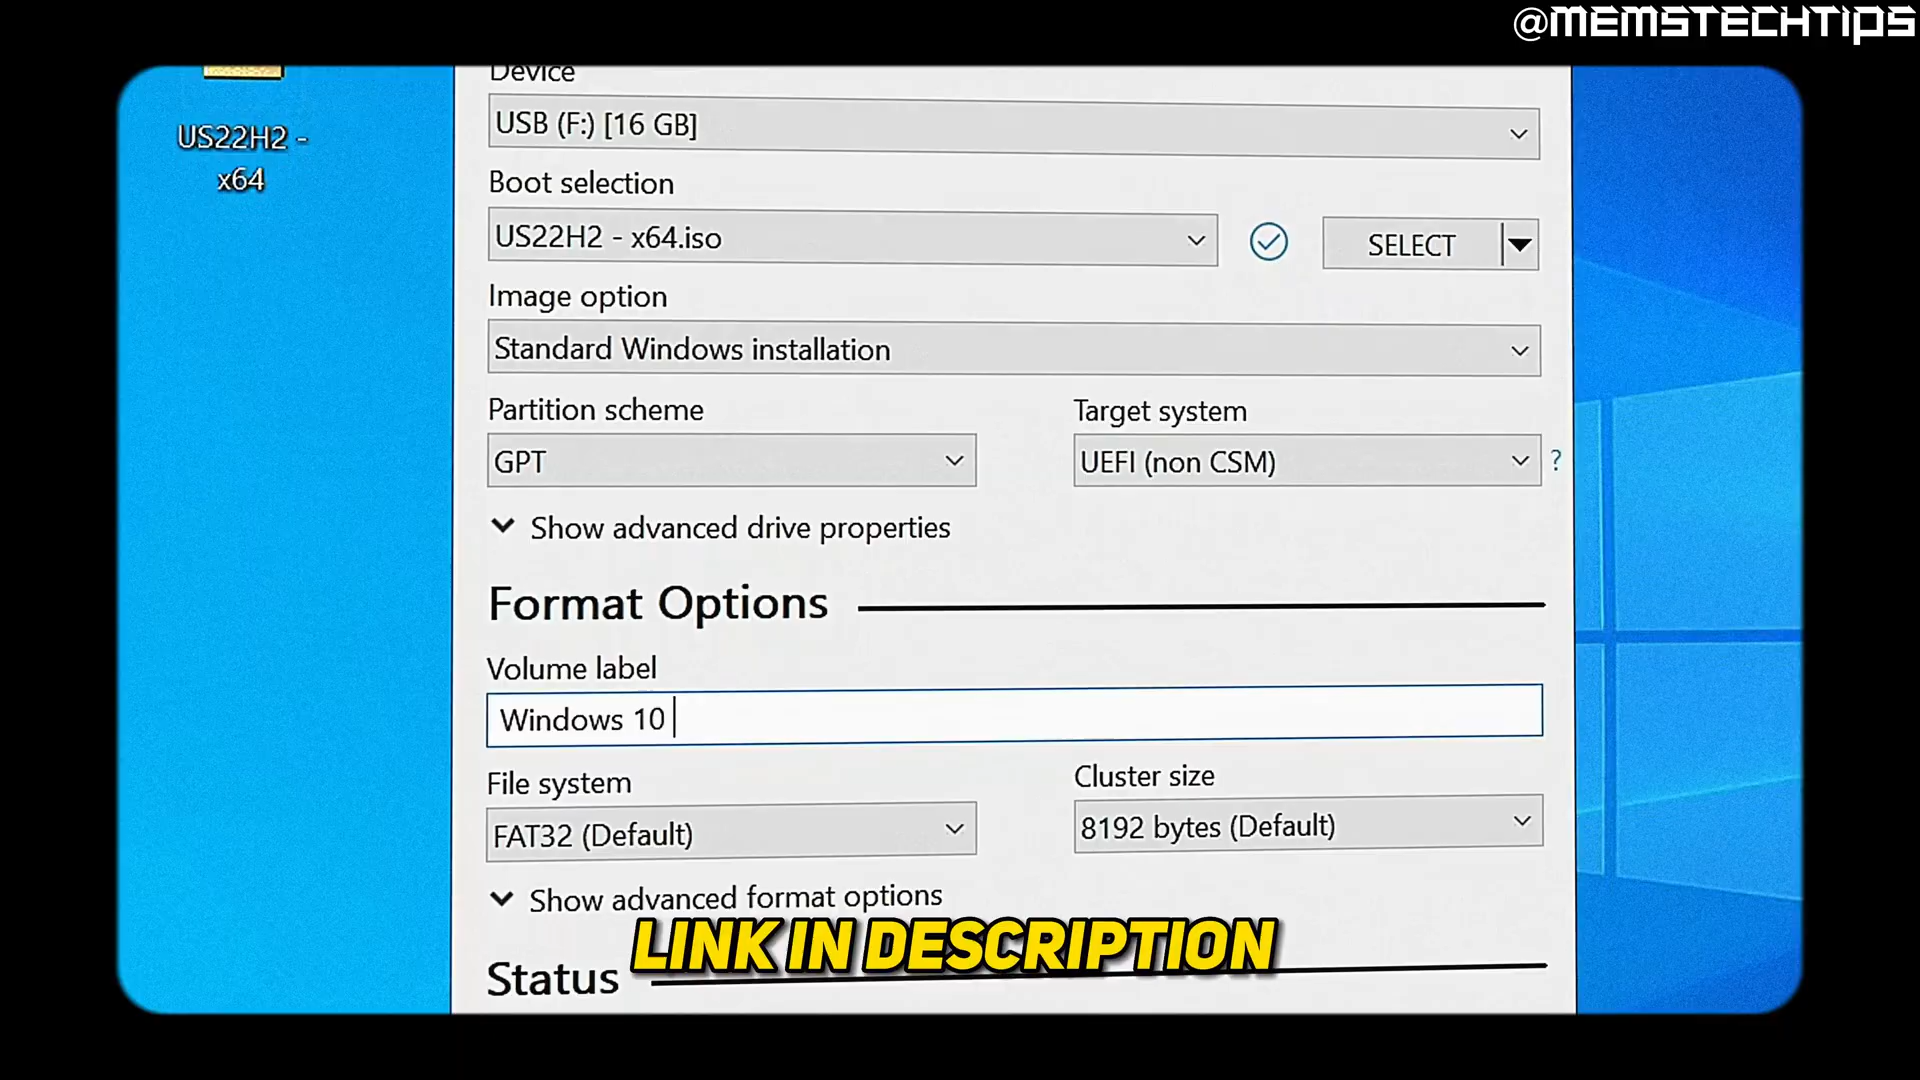 @MEMSTECHTIPS
US22H2 -
x64
Device
USB (F:) [16 GB]
Boot selection
US22H2 - x64.iso
SELECT
Image option
Standard Windows installation
Partition scheme
Target system
GPT
UEFI (non CSM)
?
Show advanced drive properties
Format Options
Volume label
Windows 10
File system
Cluster size
FAT32 (Default)
8192 bytes (Default)
Show advanced format options
LINK IN DESCRIPTION
Status